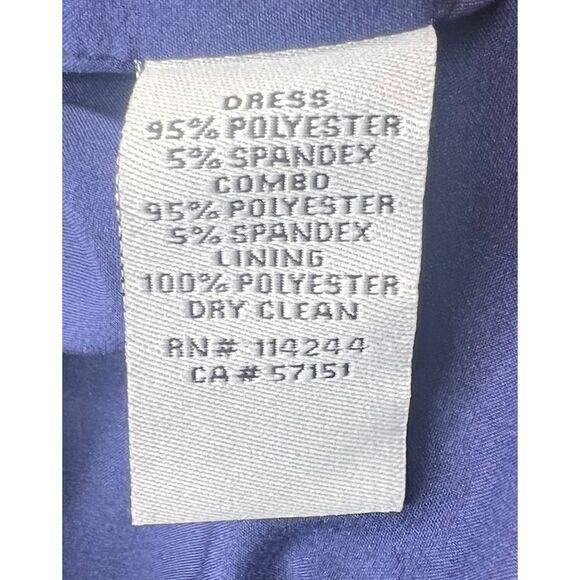 DRESS
95% POLYESTER
5% SPANDEX
COMBO
95% POLYESTER
5% SPANDEX
LINING
100% POLYESTER
DRY CLEAN
RN# 114244
CA # 57151